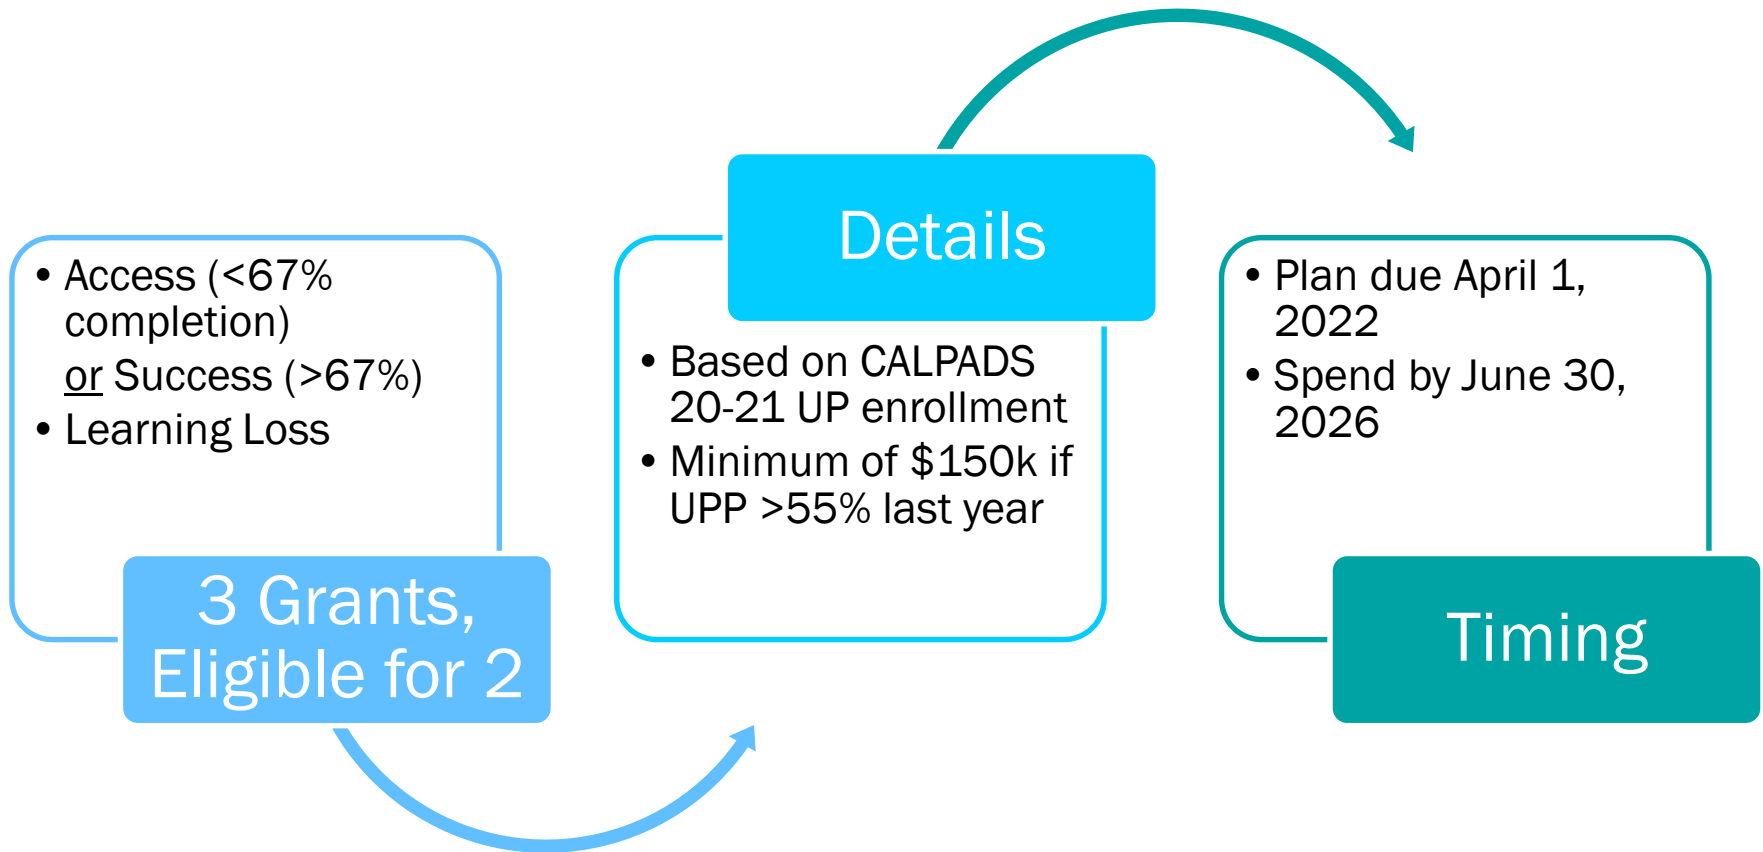 • Access (<67%
completion)
or Success (>67%)
• Learning Loss
3 Grants,
Eligible for 2
Details
• Based on CALPADS
20-21 UP enrollment
• Minimum of $150k if
UPP >55% last year
• Plan due April 1,
2022
• Spend by June 30,
2026
Timing